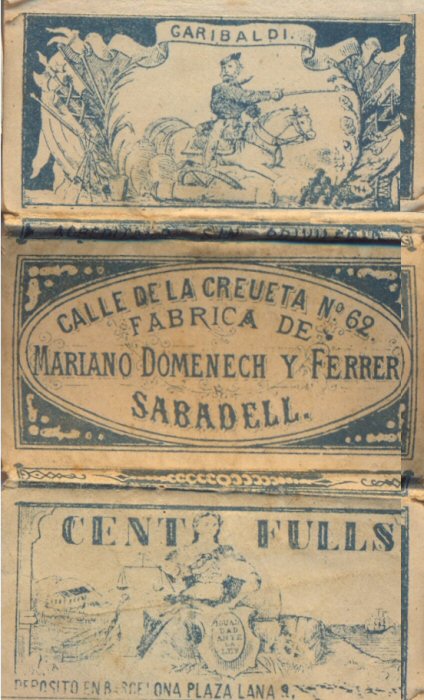 GARIBALDI.
CALLE DE LA CREUETA Nº 62.
FABRICA DE
MARIANO DOMENECH Y FERRER
SABADELL.
CENT FULLS
DEPOSITO EN BARCELONA PLAZA LANA 9.